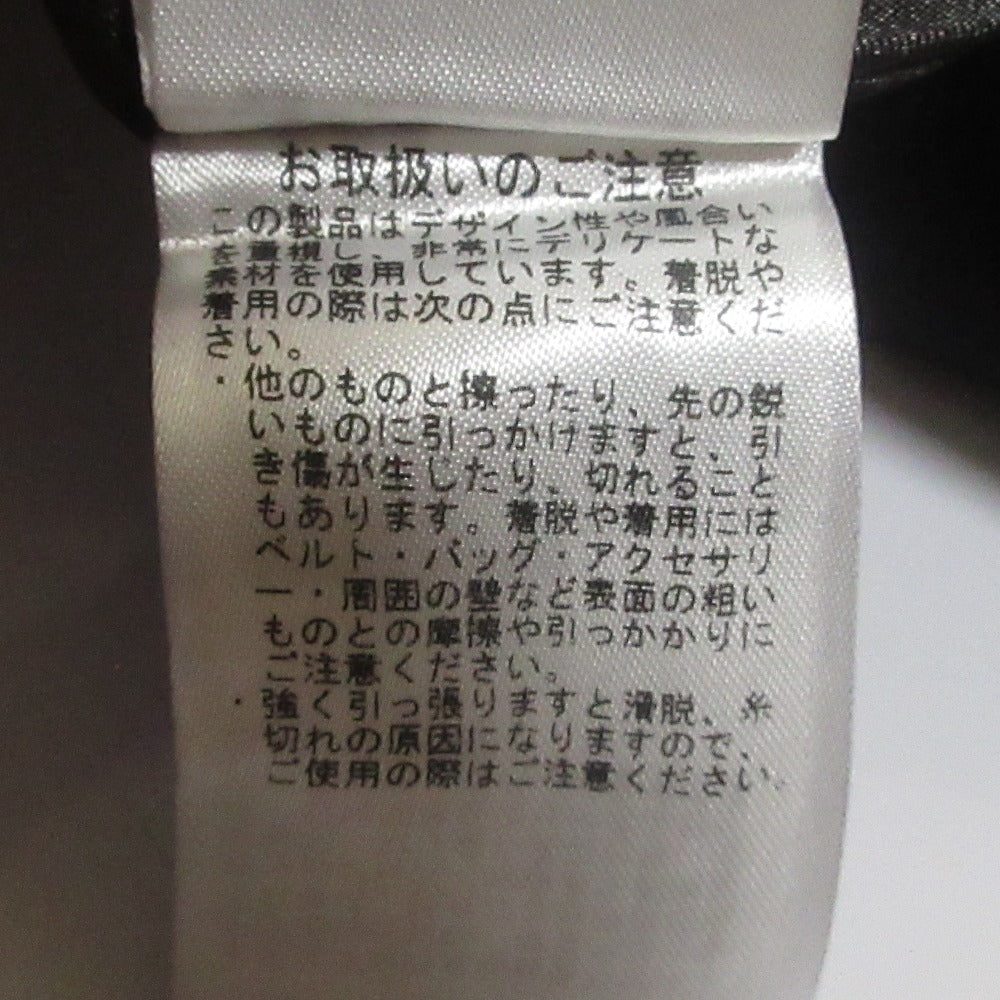 お取扱いのご注意
この製品はデザイン性や風合い
を重視し、非常にデリケートな
素材を使用しています。着脱や
着用の際は次の点にご注意くだ
さい。
・他のものと擦ったり、先の鋭
いものに引っかけますと、引
き傷が生じたり、切れること
もあります。着脱や着用には
ベルト・バッグ・アクセサリ
ー・周囲の壁など表面の粗い
ものとの摩擦や引っかかりに
ご注意ください。
・強く引っ張りますと滑脱、糸
切れの原因になりますので、
ご使用の際はご注意ください。